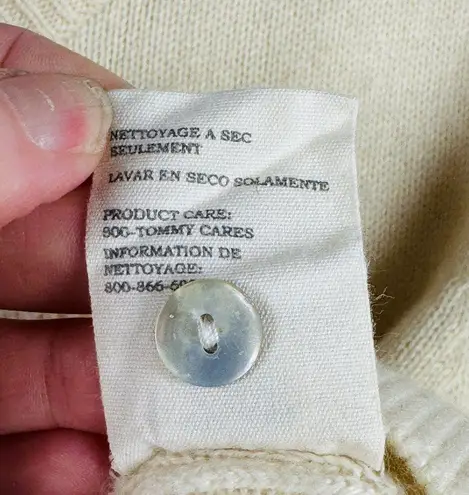 NETTOYAGE A SEC
SEULEMENT
LAVAR EN SECO SOLAMENTE
PRODUCT CARE:
800-TOMMY CARES
INFORMATION DE
NETTOYAGE: